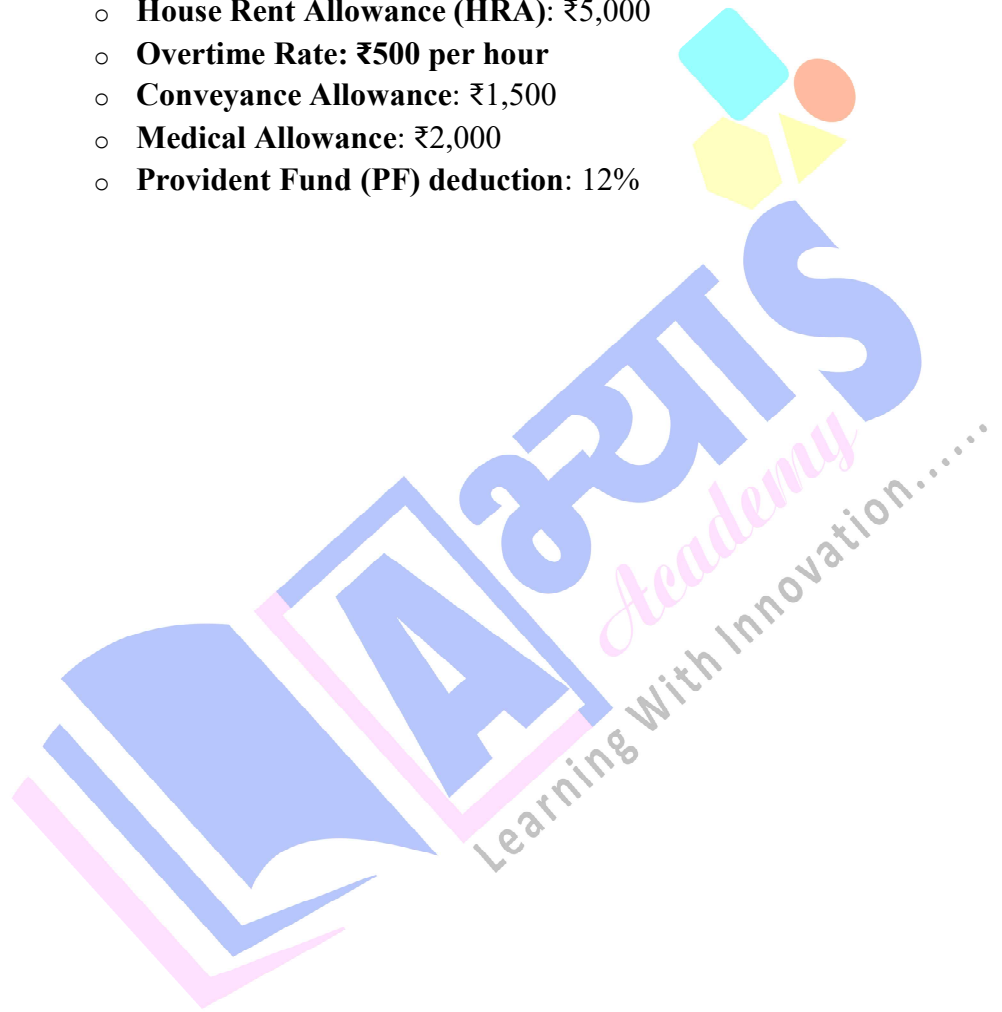 o House Rent Allowance (HRA): ₹5,000
o Overtime Rate: ₹500 per hour
o Conveyance Allowance: ₹1,500
o Medical Allowance: ₹2,000
o Provident Fund (PF) deduction: 12%
Aभ्याS
Academy
Learning With Innovation......
A